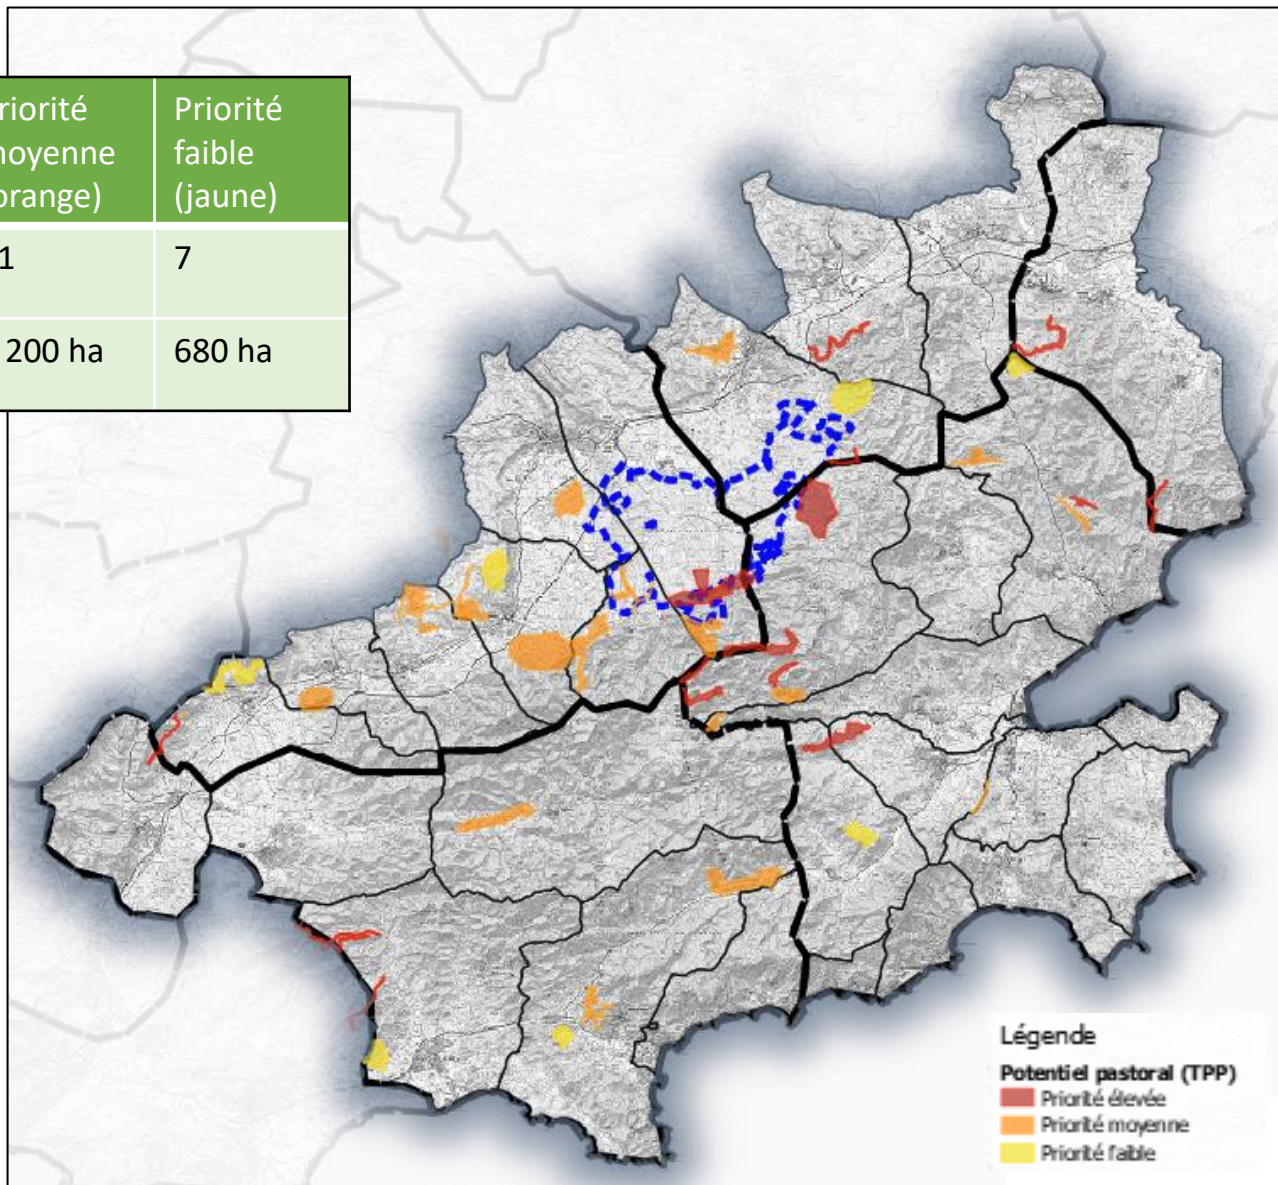 riorité
noyenne
orange)
Priorité
faible
(jaune)
1
7
200 ha
680 ha
Légende
Potentiel pastoral (TPP)
Priorité élevée
Priorité moyenne
Priorité faible